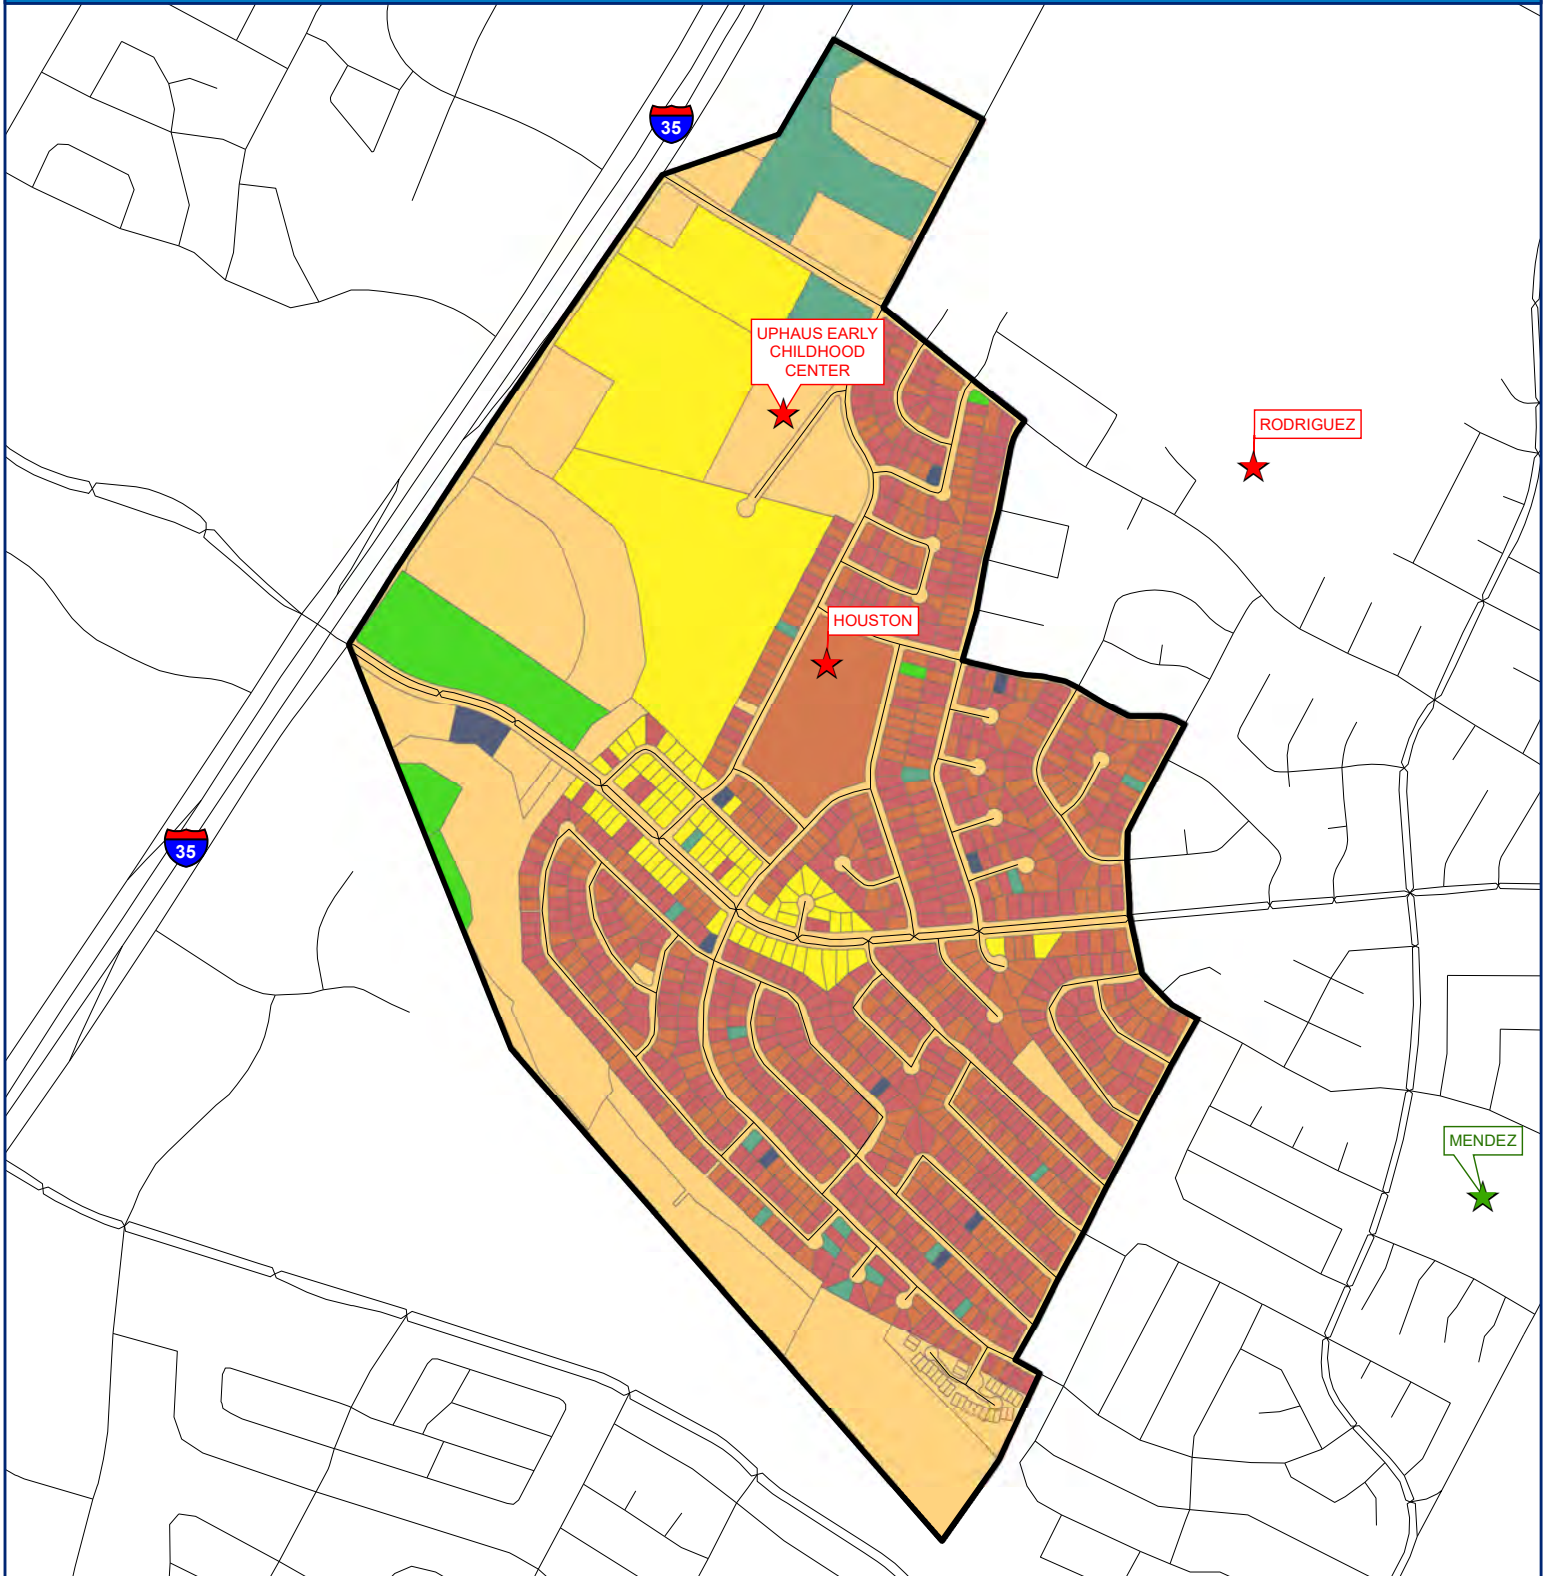 35
UPHAUS EARLY
CHILDHOOD
CENTER
RODRIGUEZ
HOUSTON
35
MENDEZ